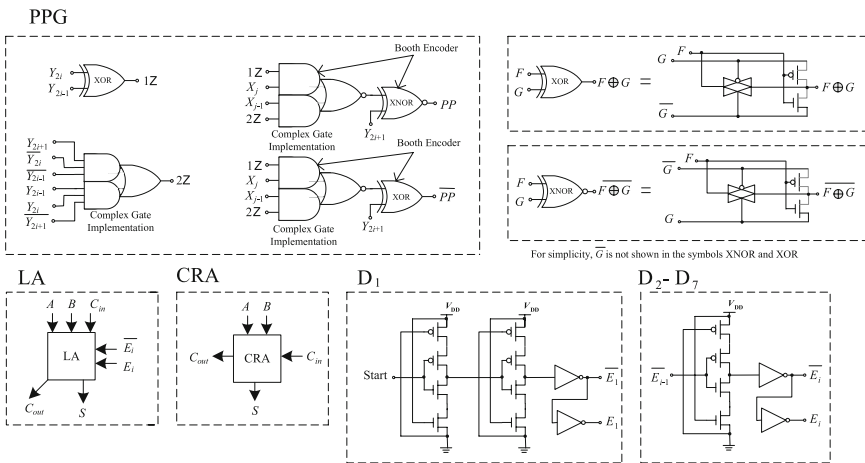 PPG
Y2i
Y2i-1
XOR
1Z
Y2i+1
Y2i
Y2i-1
Y2i-1
Y2i
Y2i+1
2Z
Complex Gate
Implementation
Booth Encoder
1Z
Xj
Xj-1
2Z
XNOR
PP
Y2i+1
Complex Gate
Implementation
Booth Encoder
1Z
Xj
Xj-1
2Z
XOR
PP
Y2i+1
Complex Gate
Implementation
F
G
XOR
F⊕G
=
G
F
G
F⊕G
F
G
XNOR
F⊕G
=
G
F
G
F⊕G
For simplicity, G is not shown in the symbols XNOR and XOR
LA
A B Cin
LA
Ei
Ei
Cout
S
CRA
A B
Cout
CRA
Cin
S
D1
VDD
VDD
Start
E1
E1
D2- D7
VDD
Ei-1
Ei
Ei